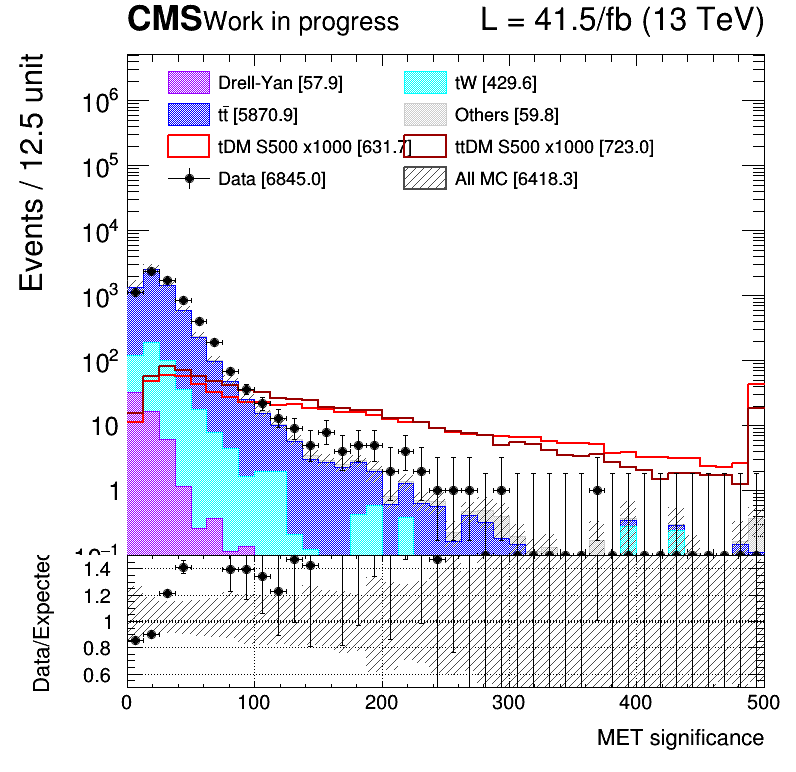 CMS Work in progress L = 41.5/fb (13 TeV)
Events / 12.5 unit
Drell-Yan [57.9] tW [429.6]
tt̄ [5870.9] Others [59.8]
tDM S500 x1000 [631.7] ttDM S500 x1000 [723.0]
Data [6845.0] All MC [6418.3]
10⁶
10⁵
10⁴
10³
10²
10
1
10⁻¹
Data/Expected
1.4
1.2
1
0.8
0.6
0 100 200 300 400 500
MET significance